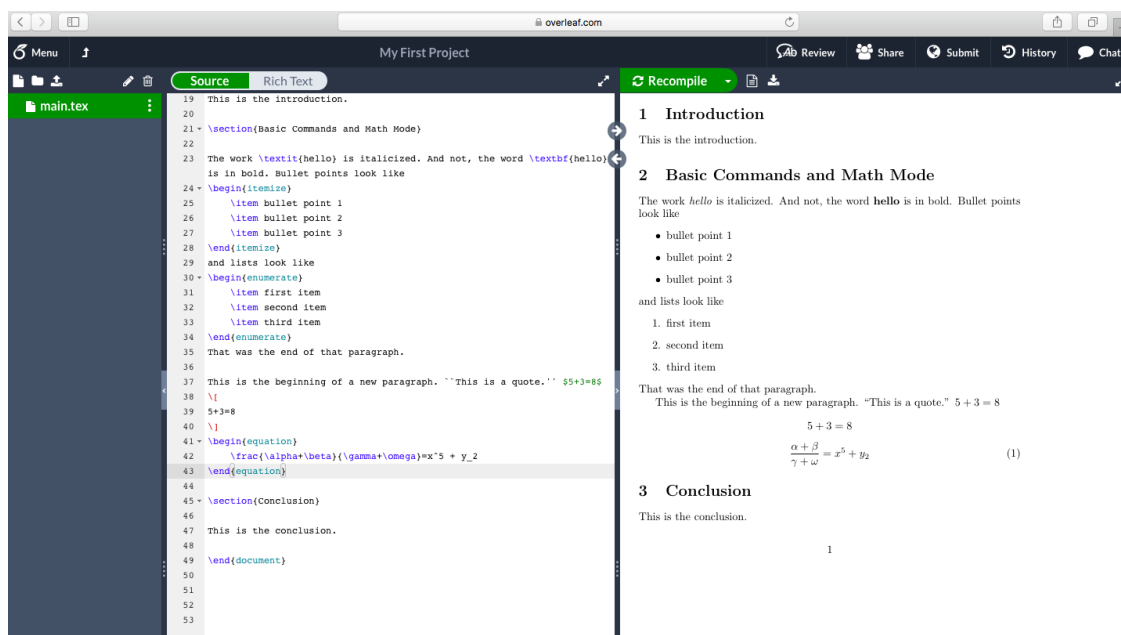 overleaf.com
Menu My First Project Review Share Submit History Chat
Source Rich Text Recompile
main.tex
19 This is the introduction.
20
21 \section{Basic Commands and Math Mode}
22
23 The work \textit{hello} is italicized. And not, the word \textbf{hello}
is in bold. Bullet points look like
24 \begin{itemize}
25 \item bullet point 1
26 \item bullet point 2
27 \item bullet point 3
28 \end{itemize}
29 and lists look like
30 \begin{enumerate}
31 \item first item
32 \item second item
33 \item third item
34 \end{enumerate}
35 That was the end of that paragraph.
36
37 This is the beginning of a new paragraph. ``This is a quote.'' $5+3=8$
38 \[
39 5+3=8
40 \]
41 \begin{equation}
42 \frac{\alpha+\beta}{\gamma+\omega}=x^5 + y_2
43 \end{equation}
44
45 \section{Conclusion}
46
47 This is the conclusion.
48
49 \end{document}
50
51
52
53
1 Introduction
This is the introduction.
2 Basic Commands and Math Mode
The work hello is italicized. And not, the word hello is in bold. Bullet points
look like
• bullet point 1
• bullet point 2
• bullet point 3
and lists look like
1. first item
2. second item
3. third item
That was the end of that paragraph.
This is the beginning of a new paragraph. “This is a quote.” 5 + 3 = 8
5 + 3 = 8
α + β
γ + ω = x⁵ + y₂ (1)
3 Conclusion
This is the conclusion.
1